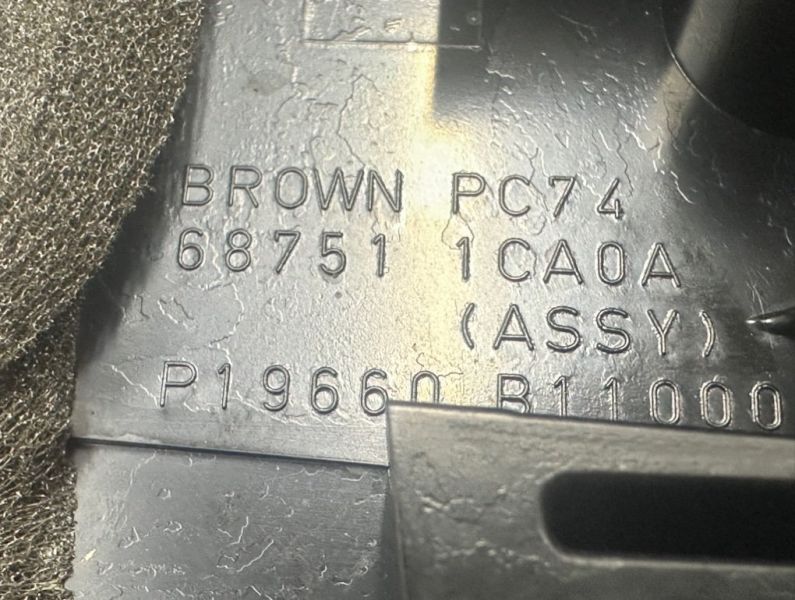 BROWN PC74
68751 1CA0A
(ASSY)
P19660 B11000